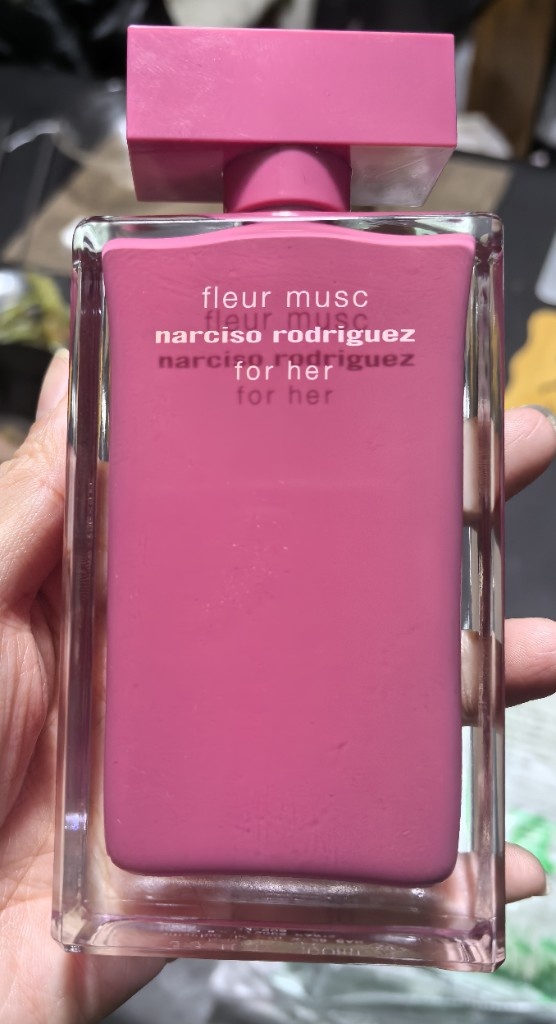 fleur musc
narciso rodriguez
for her